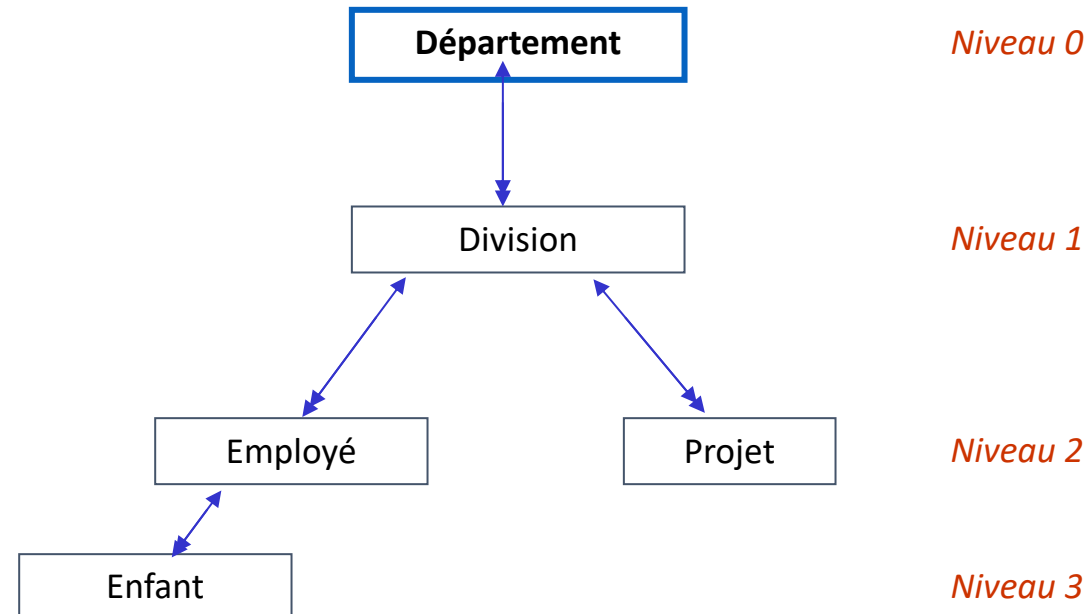 Département
Niveau 0
Division
Niveau 1
Employé
Projet
Niveau 2
Enfant
Niveau 3